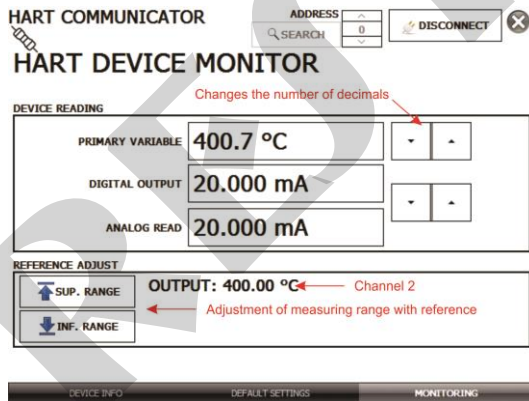 HART COMMUNICATOR
ADDRESS
SEARCH
0
DISCONNECT
HART DEVICE MONITOR
Changes the number of decimals
DEVICE READING
PRIMARY VARIABLE 400.7 °C
DIGITAL OUTPUT 20.000 mA
ANALOG READ 20.000 mA
REFERENCE ADJUST
SUP. RANGE
OUTPUT: 400.00 °C
Channel 2
Adjustment of measuring range with reference
INF. RANGE
DEVICE INFO DEFAULT SETTINGS MONITORING